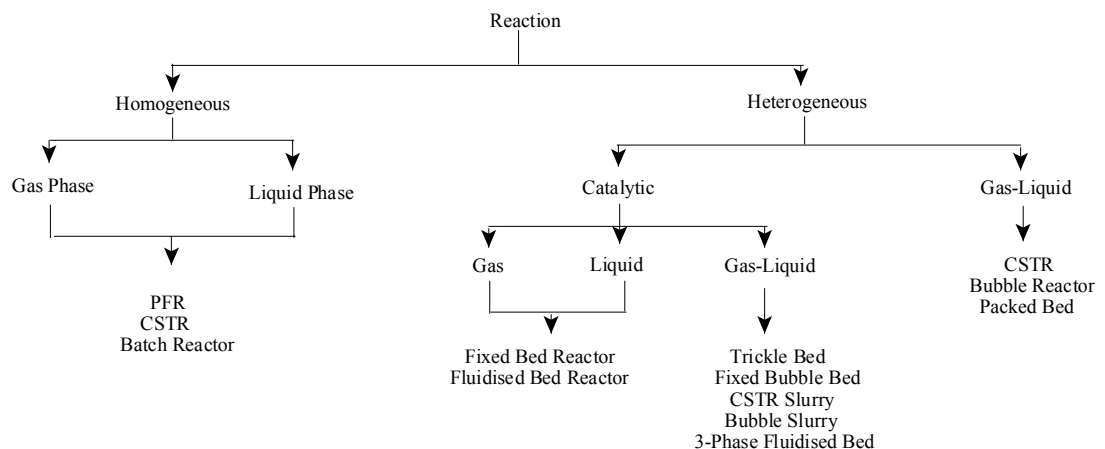 Reaction
Homogeneous
Heterogeneous
Gas Phase
Liquid Phase
Catalytic
Gas-Liquid
Gas
Liquid
Gas-Liquid
PFR
CSTR
Batch Reactor
Fixed Bed Reactor
Fluidised Bed Reactor
Trickle Bed
Fixed Bubble Bed
CSTR Slurry
Bubble Slurry
3-Phase Fluidised Bed
CSTR
Bubble Reactor
Packed Bed